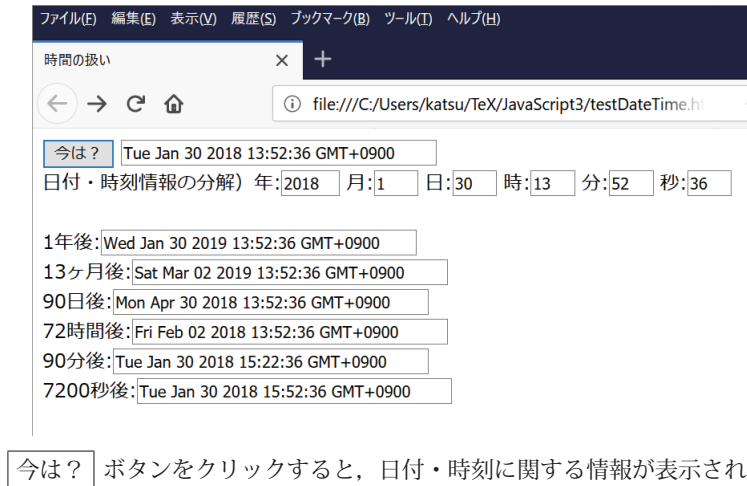 ファイル(F) 編集(E) 表示(V) 履歴(S) ブックマーク(B) ツール(T) ヘルプ(H)
時間の扱い × +
file:///C:/Users/katsu/TeX/JavaScript3/testDateTime.h
今は？ Tue Jan 30 2018 13:52:36 GMT+0900
日付・時刻情報の分解）年:2018 月:1 日:30 時:13 分:52 秒:36
1年後:Wed Jan 30 2019 13:52:36 GMT+0900
13ヶ月後:Sat Mar 02 2019 13:52:36 GMT+0900
90日後:Mon Apr 30 2018 13:52:36 GMT+0900
72時間後:Fri Feb 02 2018 13:52:36 GMT+0900
90分後:Tue Jan 30 2018 15:22:36 GMT+0900
7200秒後:Tue Jan 30 2018 15:52:36 GMT+0900
今は？ ボタンをクリックすると，日付・時刻に関する情報が表示され